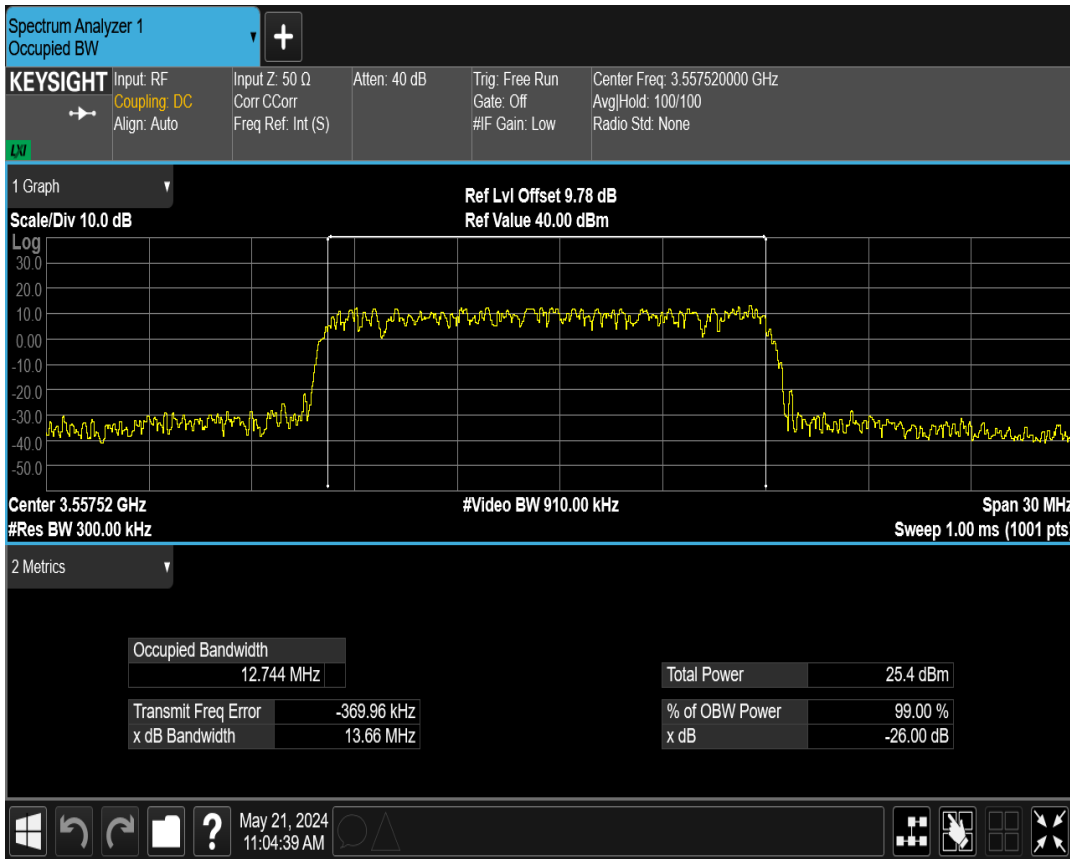 Spectrum Analyzer 1
Occupied BW
+
KEYSIGHT
Input: RF
Coupling: DC
Align: Auto
Input Z: 50 Ω
Corr CCorr
Freq Ref: Int (S)
Atten: 40 dB
Trig: Free Run
Gate: Off
#IF Gain: Low
Center Freq: 3.557520000 GHz
Avg|Hold: 100/100
Radio Std: None
LXI
1 Graph
Ref Lvl Offset 9.78 dB
Scale/Div 10.0 dB
Ref Value 40.00 dBm
Log
30.0
20.0
10.0
0.00
-10.0
-20.0
-30.0
-40.0
-50.0
Center 3.55752 GHz
#Video BW 910.00 kHz
Span 30 MHz
#Res BW 300.00 kHz
Sweep 1.00 ms (1001 pts)
2 Metrics
Occupied Bandwidth
12.744 MHz
Total Power 25.4 dBm
Transmit Freq Error -369.96 kHz
% of OBW Power 99.00 %
x dB Bandwidth 13.66 MHz
x dB -26.00 dB
?
May 21, 2024
11:04:39 AM